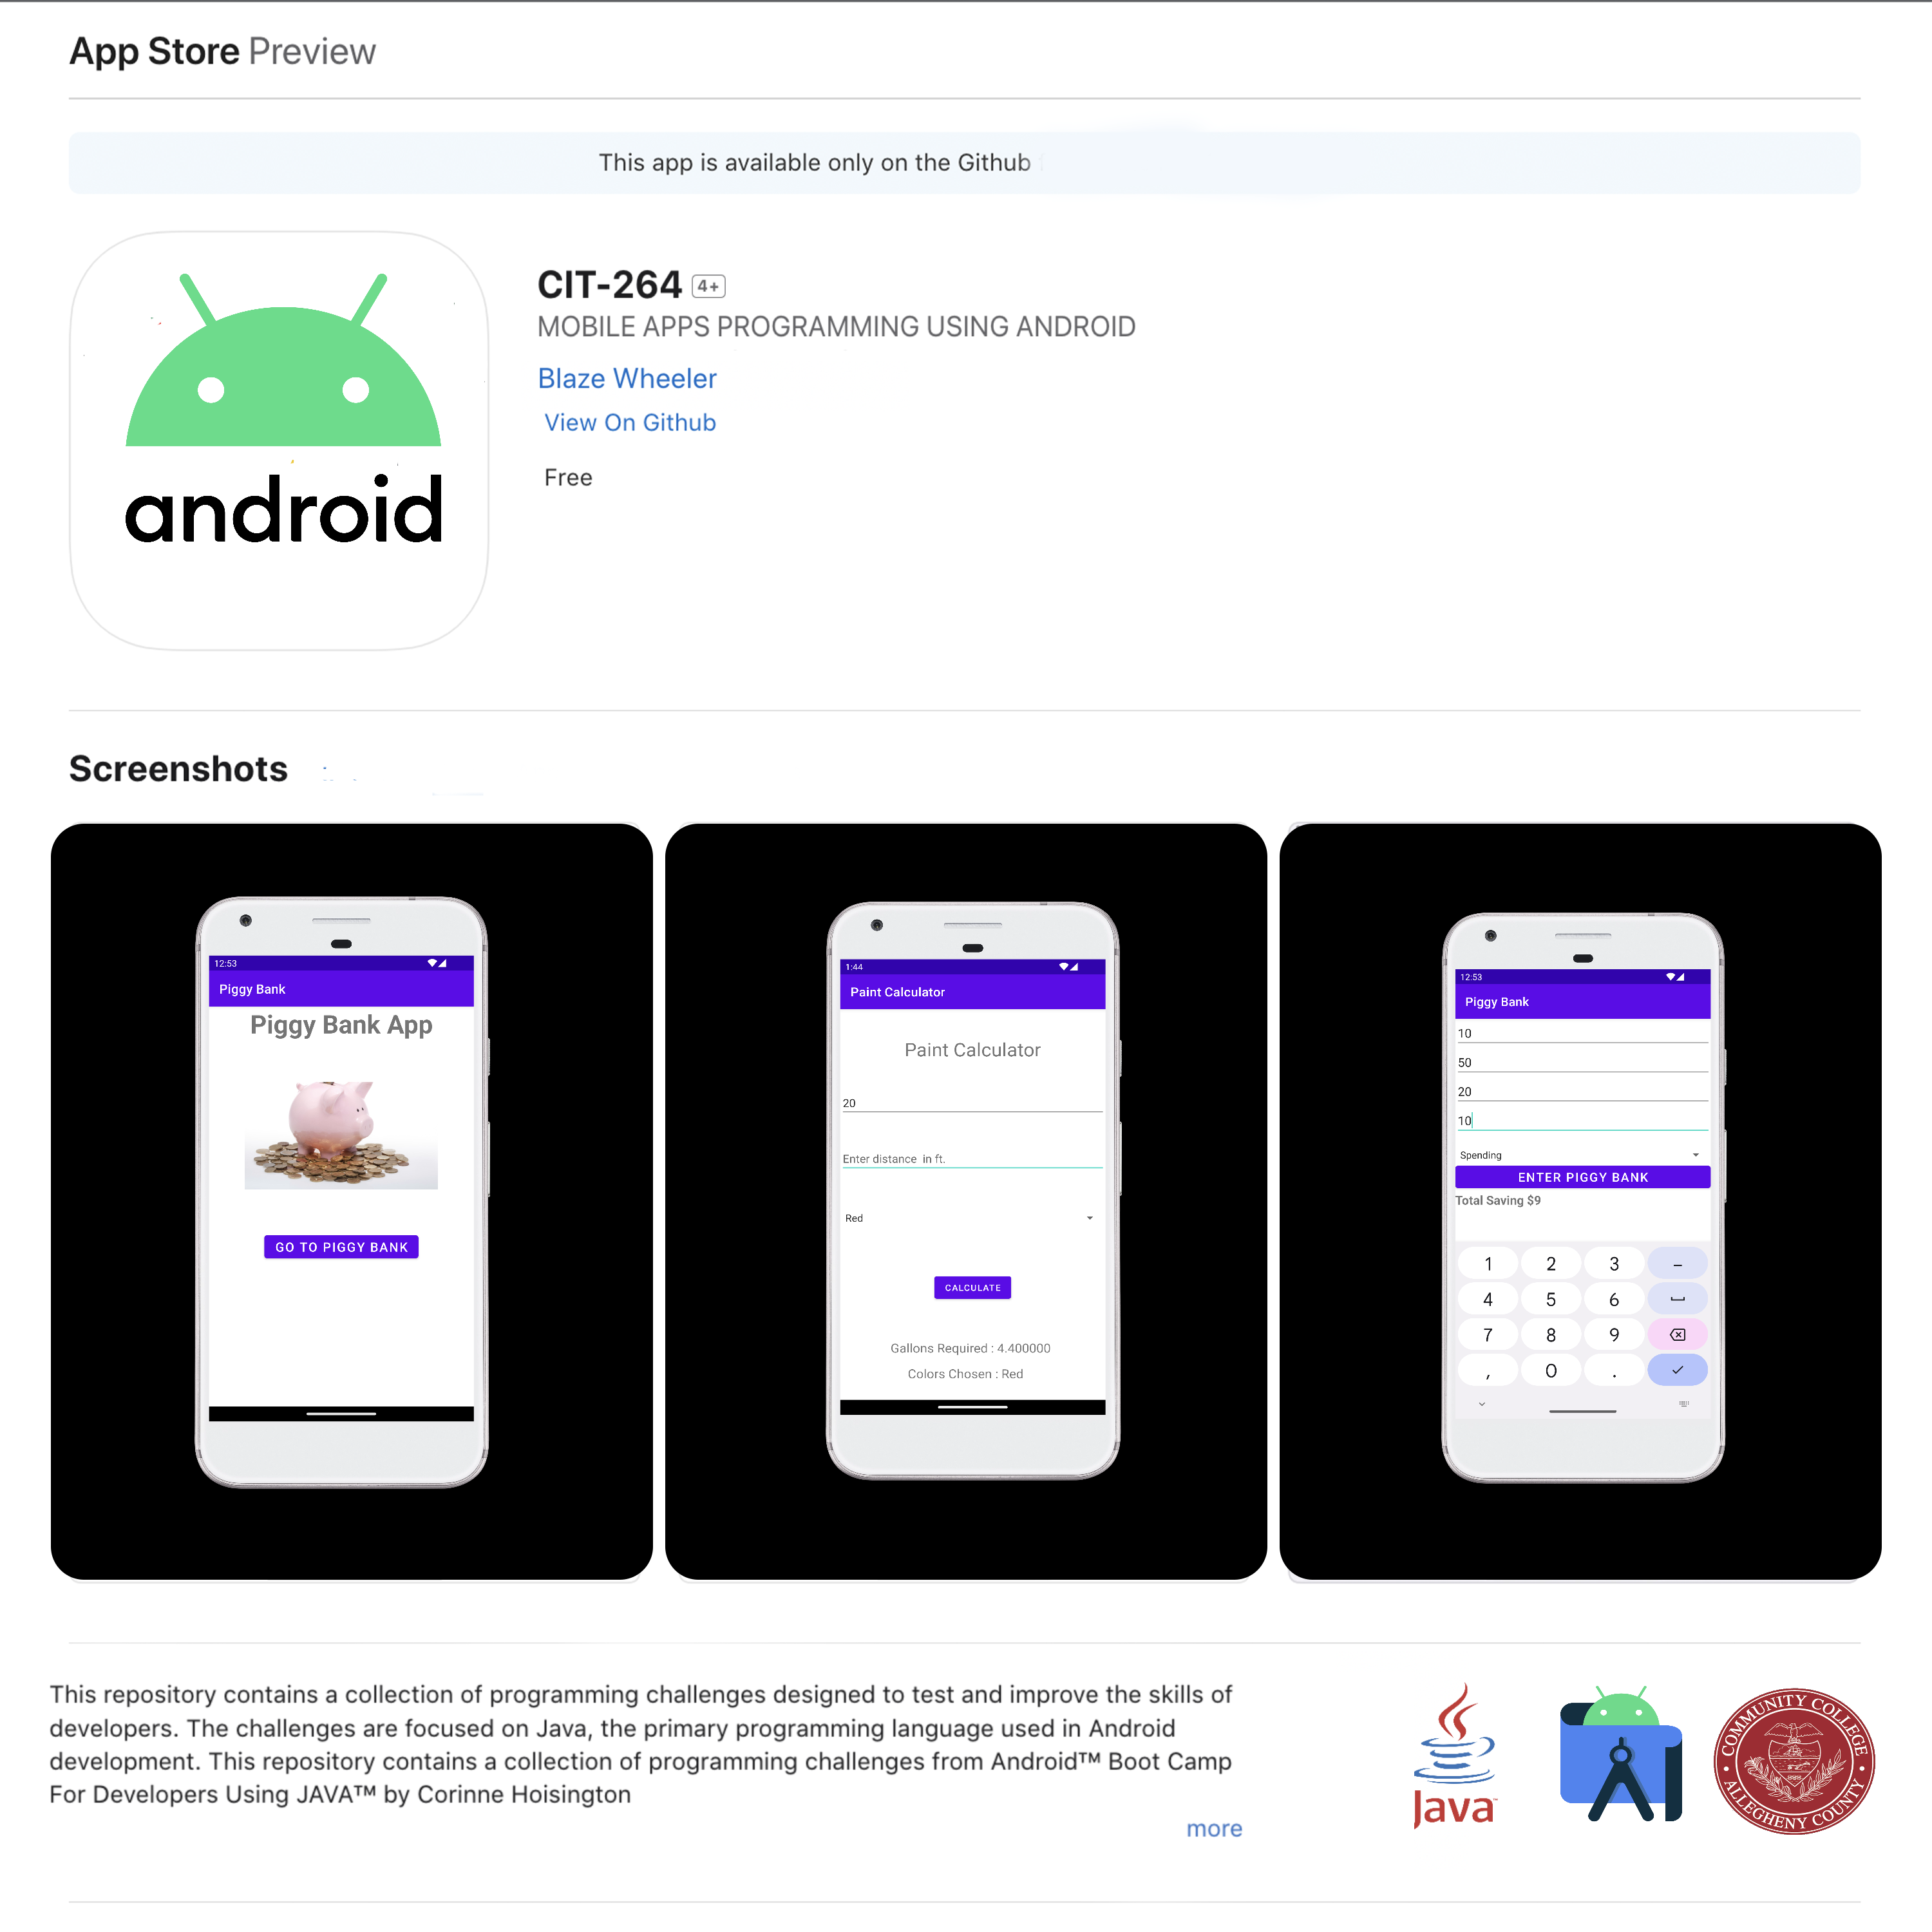 App Store Preview
This app is available only on the Github
android
CIT-264 4+
MOBILE APPS PROGRAMMING USING ANDROID
Blaze Wheeler
View On Github
Free
Screenshots
12:53
Piggy Bank
Piggy Bank App
GO TO PIGGY BANK
1:44
Paint Calculator
Paint Calculator
20
Enter distance in ft.
Red
CALCULATE
Gallons Required : 4.400000
Colors Chosen : Red
12:53
Piggy Bank
10
50
20
10
Spending
ENTER PIGGY BANK
Total Saving $9
1 2 3 –
4 5 6
7 8 9
, 0 .
This repository contains a collection of programming challenges designed to test and improve the skills of
developers. The challenges are focused on Java, the primary programming language used in Android
development. This repository contains a collection of programming challenges from Android™ Boot Camp
For Developers Using JAVA™ by Corinne Hoisington
more
Java™
COMMUNITY COLLEGE
ALLEGHENY COUNTY